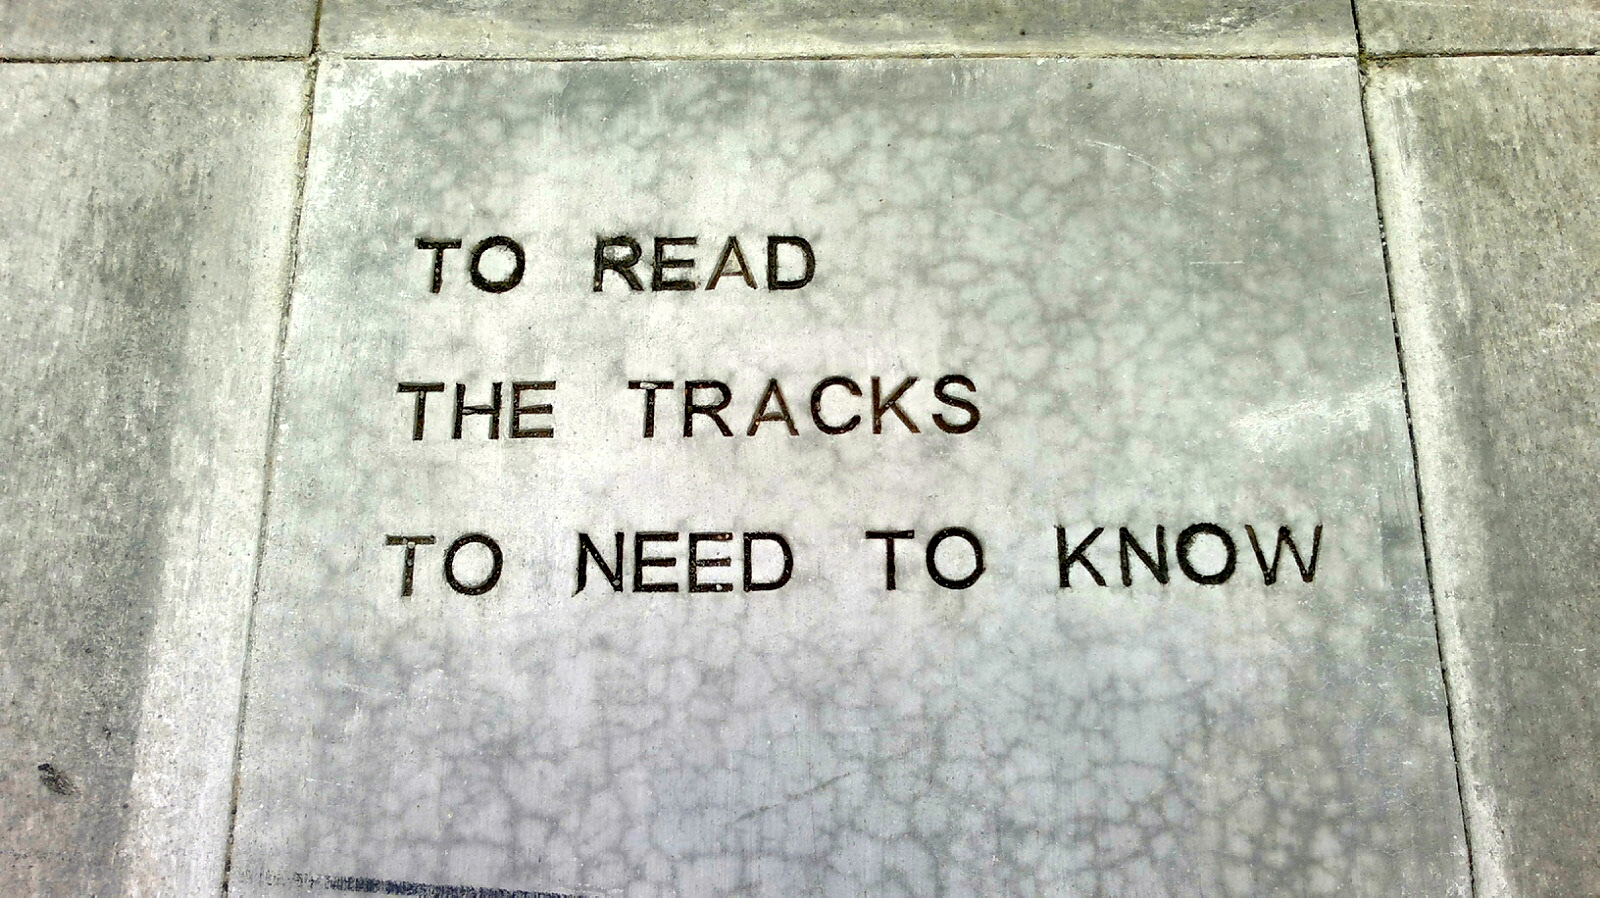 TO READ
THE TRACKS
TO NEED TO KNOW